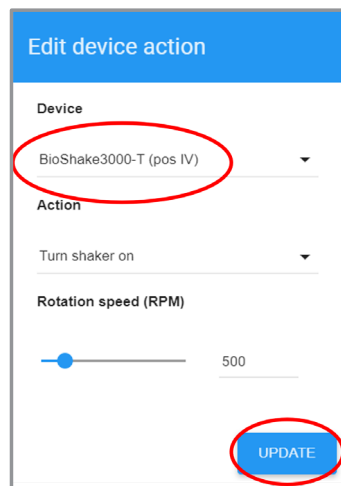 Edit device action
Device
BioShake3000-T (pos IV)
Action
Turn shaker on
Rotation speed (RPM)
500
UPDATE